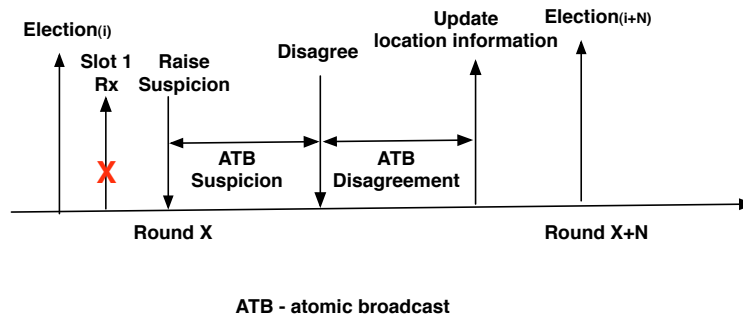 Election(i)
Slot 1
Rx
X
Raise
Suspicion
Disagree
Update
location information
Election(i+N)
ATB
Suspicion
ATB
Disagreement
Round X
Round X+N
ATB - atomic broadcast